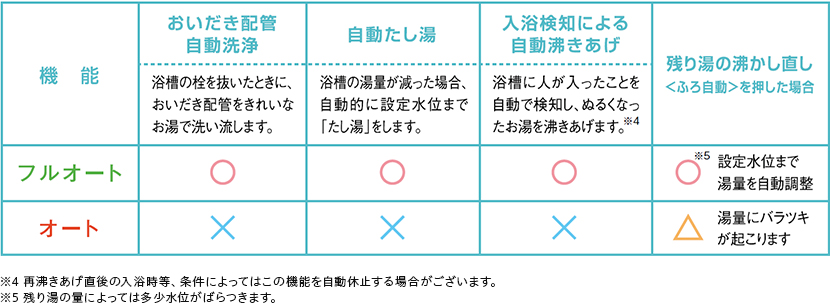 機　能
おいだき配管
自動洗浄
浴槽の栓を抜いたときに、
おいだき配管をきれいな
お湯で洗い流します。
自動たし湯
浴槽の湯量が減った場合、
自動的に設定水位まで
「たし湯」をします。
入浴検知による
自動沸きあげ
浴槽に人が入ったことを
自動で検知し、ぬるくなっ
たお湯を沸きあげます。※4
残り湯の沸かし直し
<ふろ自動>を押した場合
フルオート
○
○
○
○※5 設定水位まで
湯量を自動調整
オート
×
×
×
△ 湯量にバラツキ
が起こります
※4 再沸きあげ直後の入浴時等、条件によってはこの機能を自動休止する場合がございます。
※5 残り湯の量によっては多少水位がばらつきます。